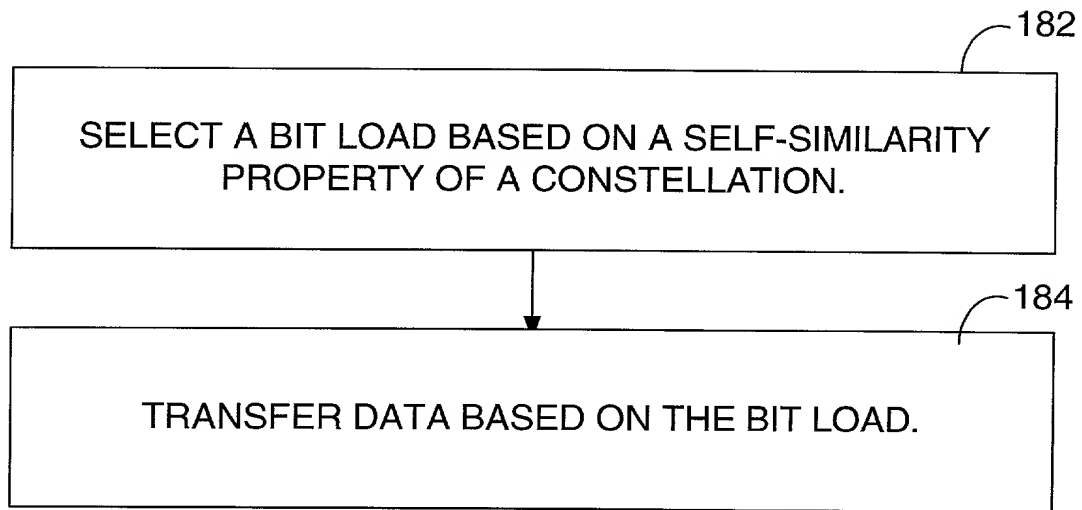 182
SELECT A BIT LOAD BASED ON A SELF-SIMILARITY
PROPERTY OF A CONSTELLATION.
184
TRANSFER DATA BASED ON THE BIT LOAD.